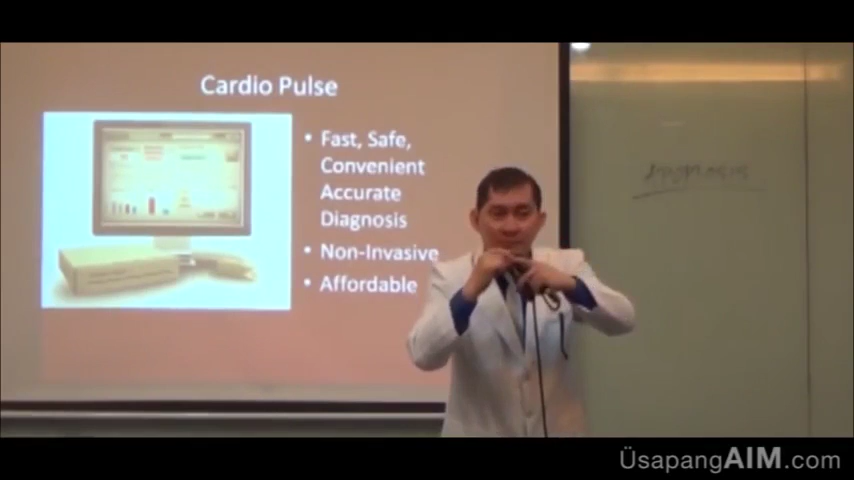 Cardio Pulse
• Fast, Safe,
Convenient
Accurate
Diagnosis
• Non-Invasive
• Affordable
ÜsapangAIM.com